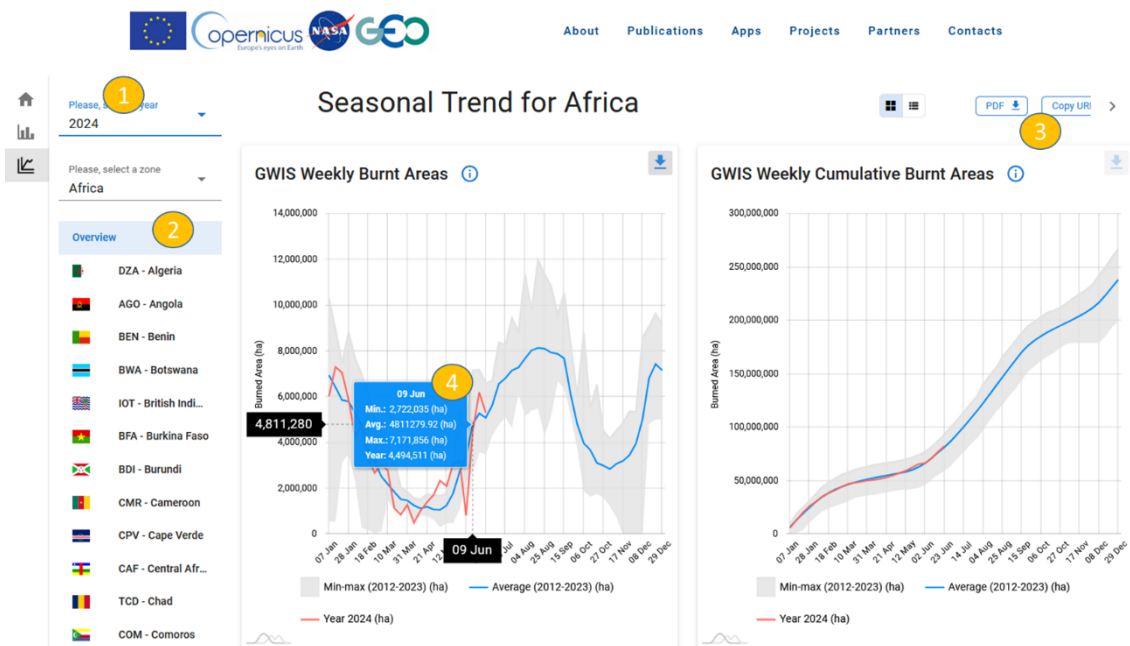 opernicus
Europe's eyes on Earth
NASA
GEO
About
Publications
Apps
Projects
Partners
Contacts
1
Please, s year
2024
Please, select a zone
Africa
Overview
2
DZA - Algeria
AGO - Angola
BEN - Benin
BWA - Botswana
IOT - British Indi...
BFA - Burkina Faso
BDI - Burundi
CMR - Cameroon
CPV - Cape Verde
CAF - Central Afr...
TCD - Chad
COM - Comoros
Seasonal Trend for Africa
PDF
Copy URI
3
GWIS Weekly Burnt Areas
14,000,000
12,000,000
10,000,000
8,000,000
6,000,000
4,000,000
2,000,000
0
Burned Area (ha)
4,811,280
4
09 Jun
Min.: 2,722,035 (ha)
Avg.: 4811279.92 (ha)
Max.: 7,171,856 (ha)
Year: 4,494,511 (ha)
07 Jan
28 Jan
18 Feb
10 Mar
31 Mar
21 Apr
09 Jun
04 Aug
25 Aug
15 Sep
06 Oct
27 Oct
17 Nov
08 Dec
29 Dec
Min-max (2012-2023) (ha)
Average (2012-2023) (ha)
Year 2024 (ha)
GWIS Weekly Cumulative Burnt Areas
300,000,000
250,000,000
200,000,000
150,000,000
100,000,000
50,000,000
0
Burned Area (ha)
07 Jan
28 Jan
18 Feb
10 Mar
31 Mar
21 Apr
12 May
02 Jun
23 Jun
14 Jul
04 Aug
25 Aug
15 Sep
06 Oct
27 Oct
17 Nov
08 Dec
29 Dec
Min-max (2012-2023) (ha)
Average (2012-2023) (ha)
Year 2024 (ha)